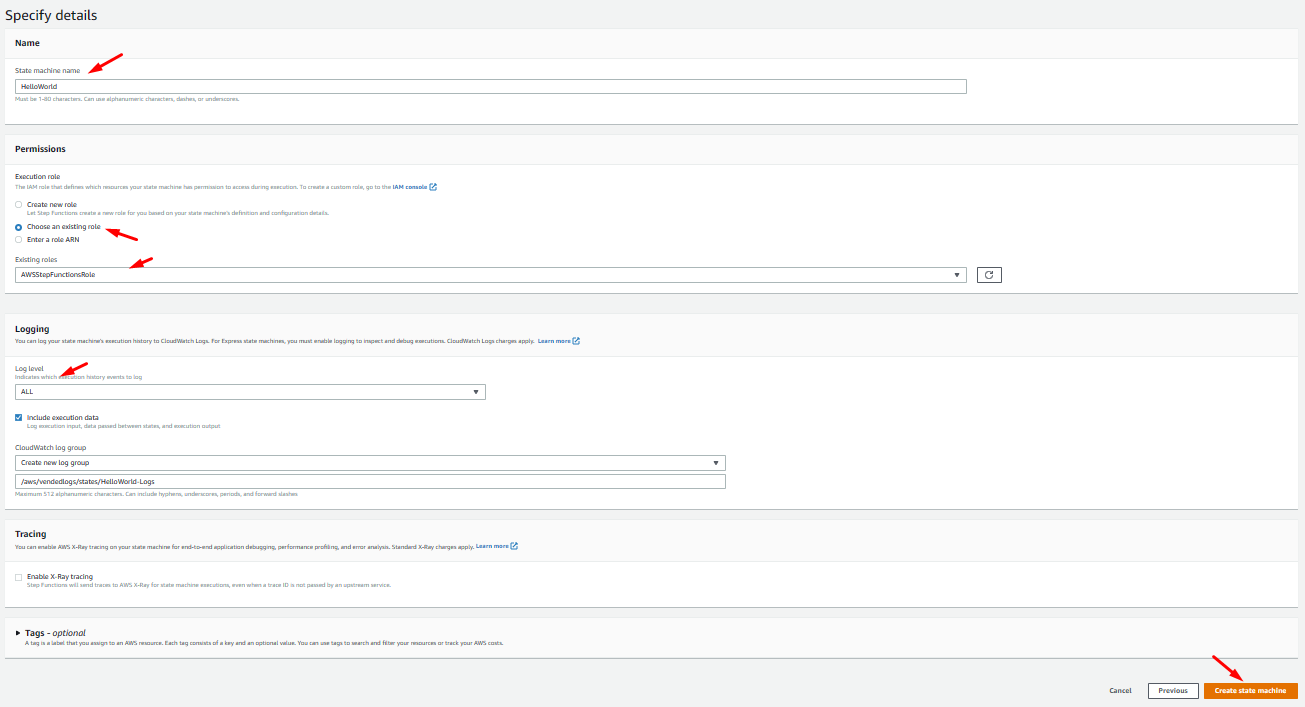 Specify details
Name
State machine name
HelloWorld
Must be 1-80 characters. Can use alphanumeric characters, dashes, or underscores.
Permissions
Execution role
The IAM role that defines which resources your state machine has permission to access during execution. To create a custom role, go to the IAM console
Create new role
Let Step Functions create a new role for you based on your state machine's definition and configuration details.
Choose an existing role
Enter a role ARN
Existing roles
AWSStepFunctionsRole
Logging
You can log your state machine's execution history to CloudWatch Logs. For Express state machines, you must enable logging to inspect and debug executions. CloudWatch Logs charges apply. Learn more
Log level
Indicates which execution history events to log
ALL
Include execution data
Log execution input, data passed between states, and execution output
CloudWatch log group
Create new log group
/aws/vendedlogs/states/HelloWorld-Logs
Maximum 512 alphanumeric characters. Can include hyphens, underscores, periods, and forward slashes
Tracing
You can enable AWS X-Ray tracing on your state machine for end-to-end application debugging, performance profiling, and error analysis. Standard X-Ray charges apply. Learn more
Enable X-Ray tracing
Step Functions will send traces to AWS X-Ray for state machine executions, even when a trace ID is not passed by an upstream service.
Tags - optional
A tag is a label that you assign to an AWS resource. Each tag consists of a key and an optional value. You can use tags to search and filter your resources or track your AWS costs.
Cancel Previous Create state machine